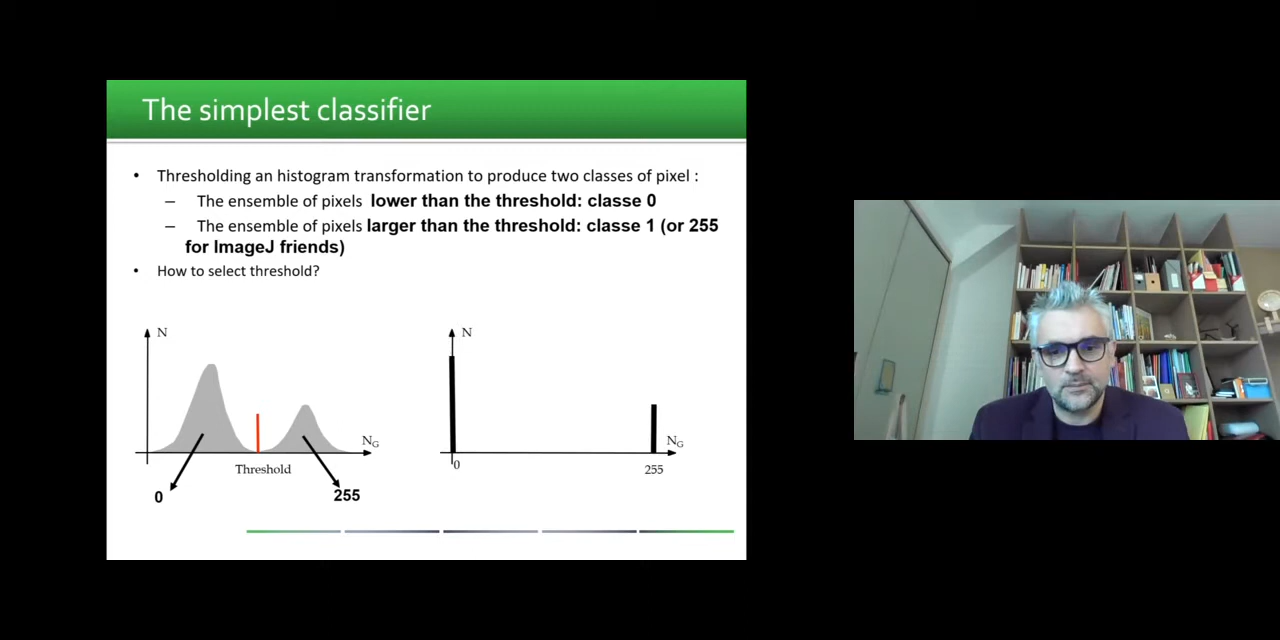 The simplest classifier
• Thresholding an histogram transformation to produce two classes of pixel :
– The ensemble of pixels lower than the threshold: classe 0
– The ensemble of pixels larger than the threshold: classe 1 (or 255
for ImageJ friends)
• How to select threshold?
N
N_G
Threshold
0
255
N
N_G
0
255